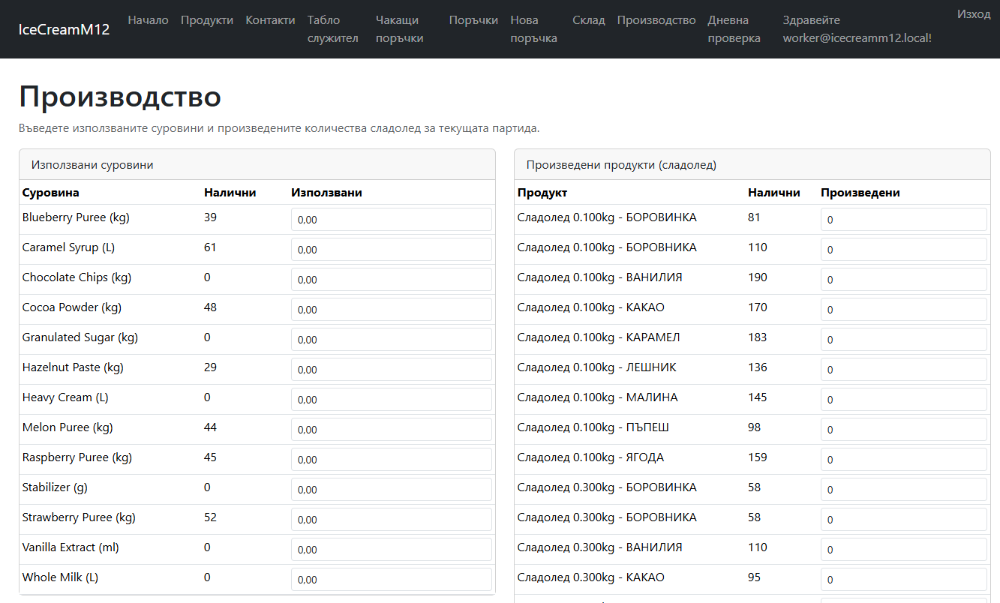 IceCreamM12
Начало
Продукти
Контакти
Табло
служител
Чакащи
поръчки
Поръчки
Нова
поръчка
Склад
Производство
Дневна
проверка
Здравейте
worker@icecreamm12.local!
Изход
Производство
Въведете използваните суровини и произведените количества сладолед за текущата партида.
Използвани суровини
Суровина Налични Използвани
Blueberry Puree (kg) 39 0,00
Caramel Syrup (L) 61 0,00
Chocolate Chips (kg) 0 0,00
Cocoa Powder (kg) 48 0,00
Granulated Sugar (kg) 0 0,00
Hazelnut Paste (kg) 29 0,00
Heavy Cream (L) 0 0,00
Melon Puree (kg) 44 0,00
Raspberry Puree (kg) 45 0,00
Stabilizer (g) 0 0,00
Strawberry Puree (kg) 52 0,00
Vanilla Extract (ml) 0 0,00
Whole Milk (L) 0 0,00
Произведени продукти (сладолед)
Продукт Налични Произведени
Сладолед 0.100kg - БОРОВИНКА 81 0
Сладолед 0.100kg - БОРОВНИКА 110 0
Сладолед 0.100kg - ВАНИЛИЯ 190 0
Сладолед 0.100kg - КАКАО 170 0
Сладолед 0.100kg - КАРАМЕЛ 183 0
Сладолед 0.100kg - ЛЕШНИК 136 0
Сладолед 0.100kg - МАЛИНА 145 0
Сладолед 0.100kg - ПЪПЕШ 98 0
Сладолед 0.100kg - ЯГОДА 159 0
Сладолед 0.300kg - БОРОВИНКА 58 0
Сладолед 0.300kg - БОРОВНИКА 58 0
Сладолед 0.300kg - ВАНИЛИЯ 110 0
Сладолед 0.300kg - КАКАО 95 0